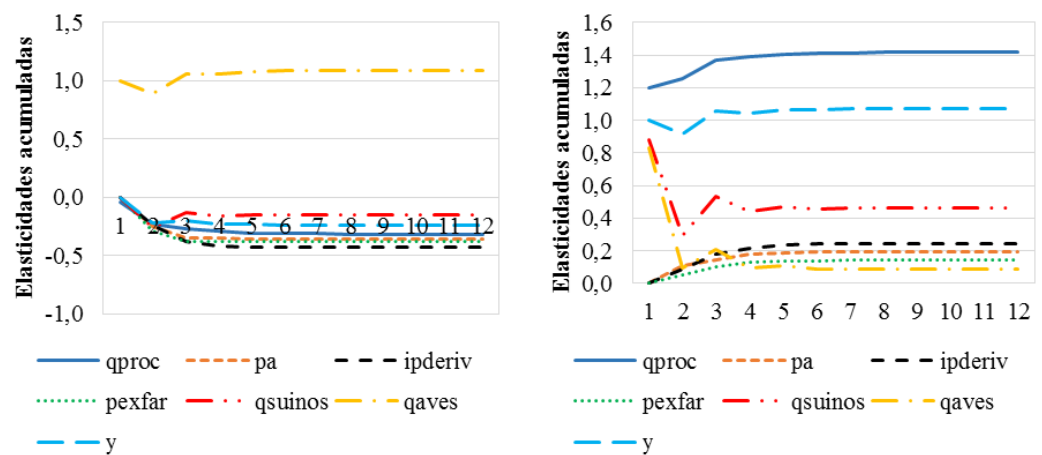 Elasticidades acumuladas
1,5
1,0
0,5
0,0
-0,5
-1,0
1 2 3 4 5 6 7 8 9 10 11 12
qproc pa ipderiv
pexfar qsuinos qaves
y
Elasticidades acumuladas
1,6
1,4
1,2
1,0
0,8
0,6
0,4
0,2
0,0
1 2 3 4 5 6 7 8 9 10 11 12
qproc pa ipderiv
pexfar qsuinos qaves
y